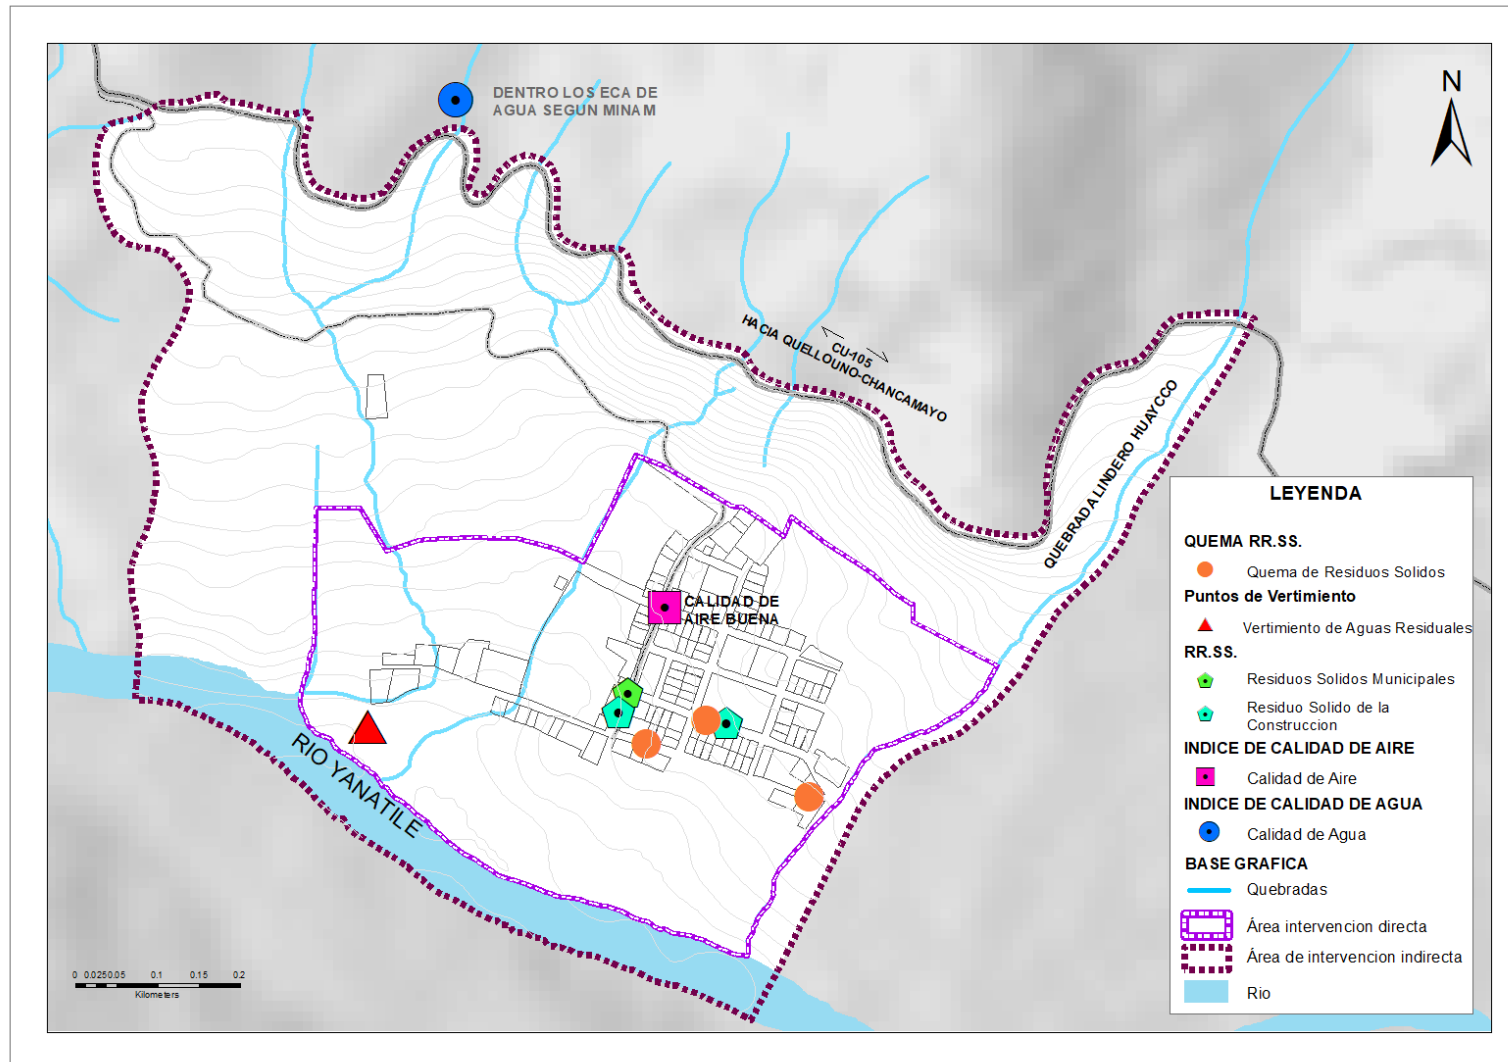 DENTRO LOS ECA DE
AGUA SEGUN MINAM
N
HACIA QUELLOUNO-CHANCAMAYO
CU-105
QUEBRADA LINDERO HUAYCCO
CALIDAD DE
AIRE BUENA
RIO YANATILE
0 0.025 0.05 0.1 0.15 0.2
Kilometers
LEYENDA
QUEMA RR.SS.
Quema de Residuos Solidos
Puntos de Vertimiento
Vertimiento de Aguas Residuales
RR.SS.
Residuos Solidos Municipales
Residuo Solido de la
Construccion
INDICE DE CALIDAD DE AIRE
Calidad de Aire
INDICE DE CALIDAD DE AGUA
Calidad de Agua
BASE GRAFICA
Quebradas
Área intervencion directa
Área de intervencion indirecta
Rio